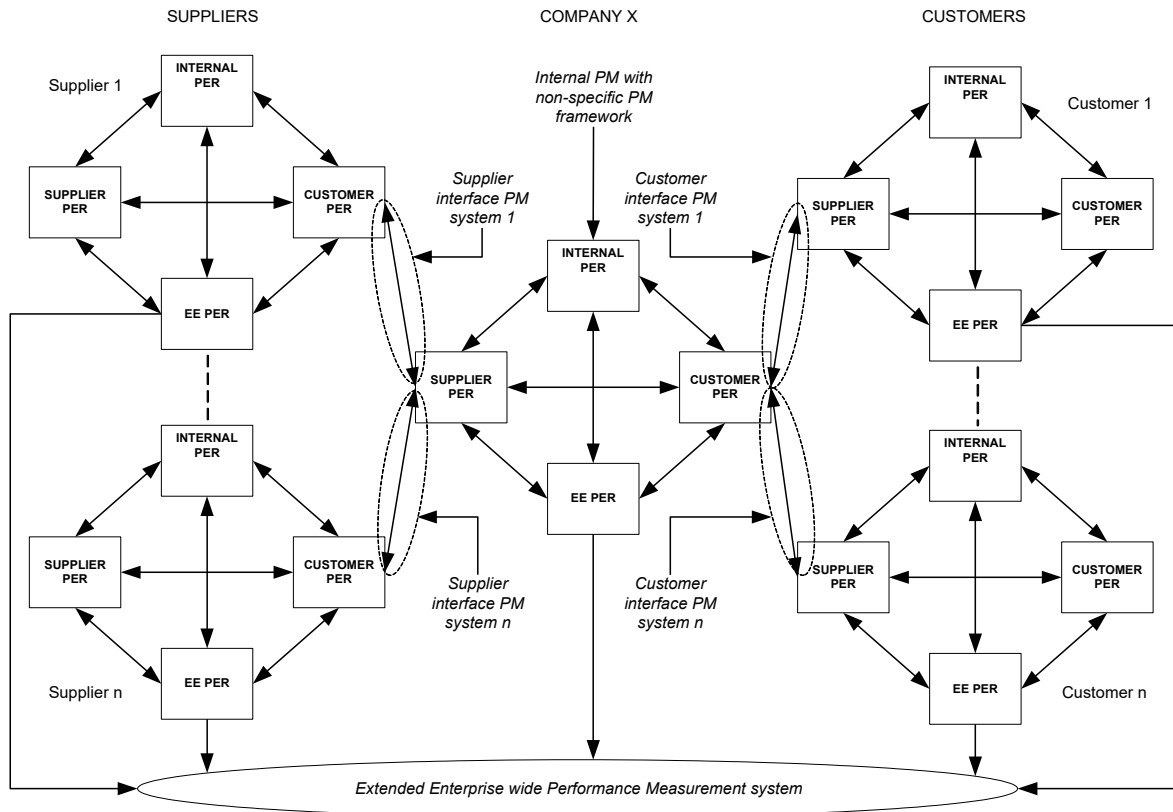 SUPPLIERS
COMPANY X
CUSTOMERS
Supplier 1
INTERNAL
PER
SUPPLIER
PER
CUSTOMER
PER
EE PER
Supplier
interface PM
system 1
Internal PM with
non-specific PM
framework
Customer
interface PM
system 1
INTERNAL
PER
SUPPLIER
PER
CUSTOMER
PER
EE PER
Customer 1
INTERNAL
PER
SUPPLIER
PER
CUSTOMER
PER
EE PER
INTERNAL
PER
SUPPLIER
PER
CUSTOMER
PER
EE PER
Supplier n
Supplier
interface PM
system n
Customer
interface PM
system n
INTERNAL
PER
SUPPLIER
PER
CUSTOMER
PER
EE PER
Customer n
Extended Enterprise wide Performance Measurement system